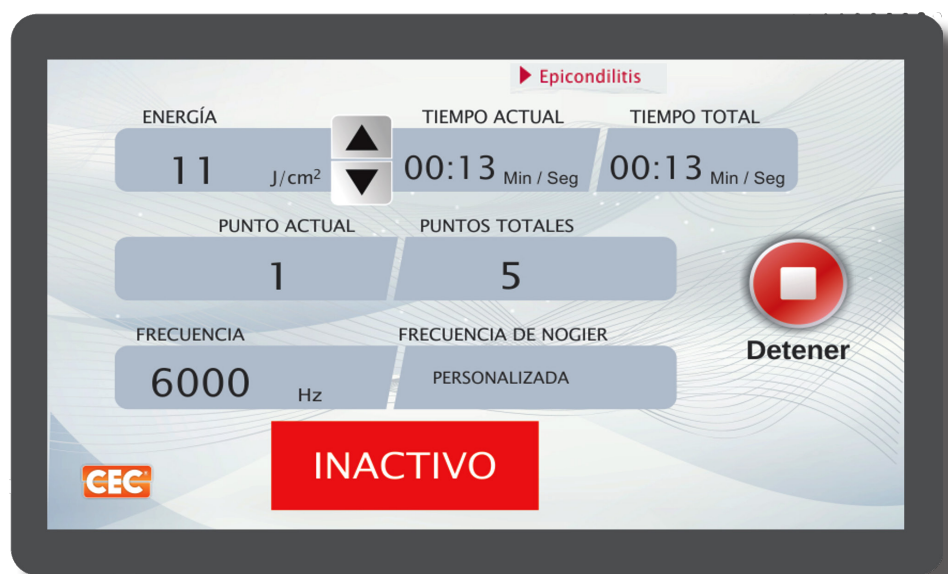 Epicondilitis
ENERGÍA
TIEMPO ACTUAL
TIEMPO TOTAL
11 J/cm²
00:13 Min / Seg
00:13 Min / Seg
PUNTO ACTUAL
PUNTOS TOTALES
1
5
Detener
FRECUENCIA
FRECUENCIA DE NOGIER
6000 Hz
PERSONALIZADA
INACTIVO
CEC